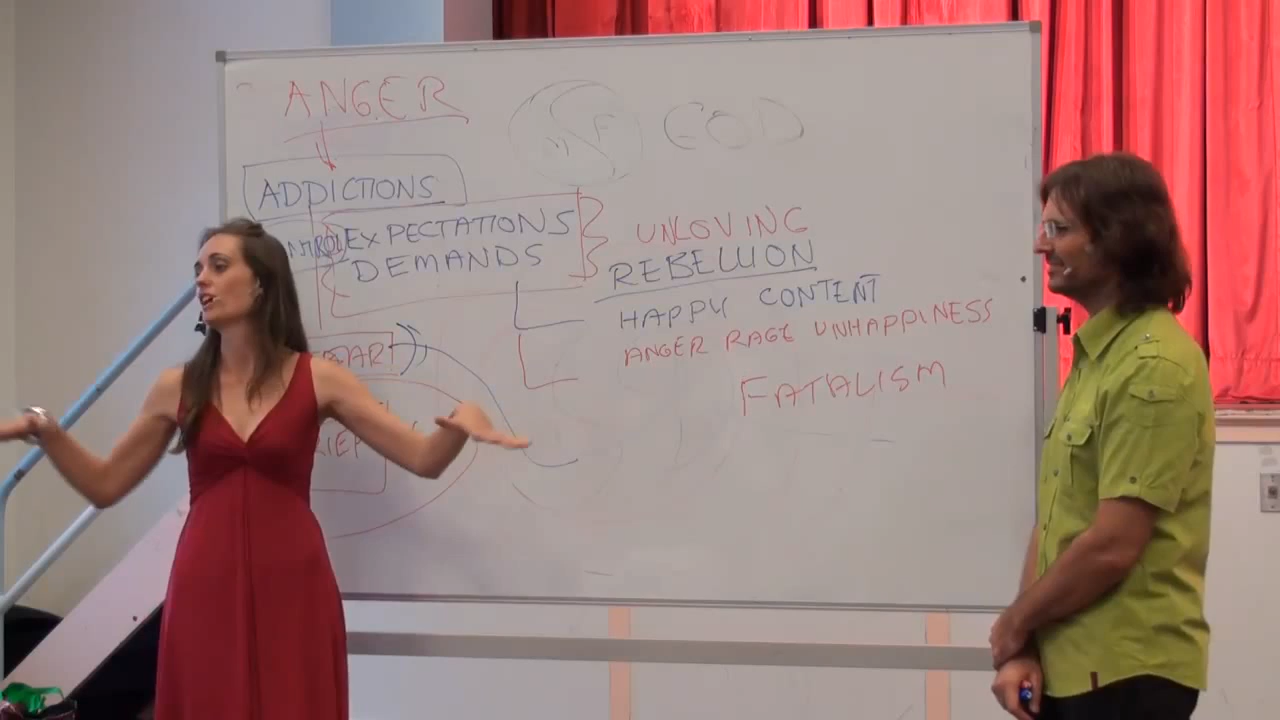 ANGER
M F GOD
ADDICTIONS
EXPECTATIONS
DEMANDS
UNLOVING
REBELLION
HAPPY CONTENT
ANGER RAGE UNHAPPINESS
FATALISM